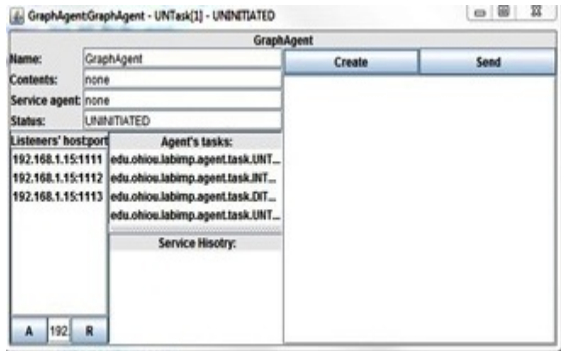 GraphAgent:GraphAgent - UNTask[1] - UNINITIATED
GraphAgent
Name: GraphAgent
Contents: none
Service agent: none
Status: UNINITIATED
Create Send
Listeners' host:port
192.168.1.15:1111
192.168.1.15:1112
192.168.1.15:1113
Agent's tasks:
edu.ohiou.labimp.agent.task.UNT...
edu.ohiou.labimp.agent.task.INT...
edu.ohiou.labimp.agent.task.DIT...
edu.ohiou.labimp.agent.task.UNT...
Service Hisotry:
A 192. R